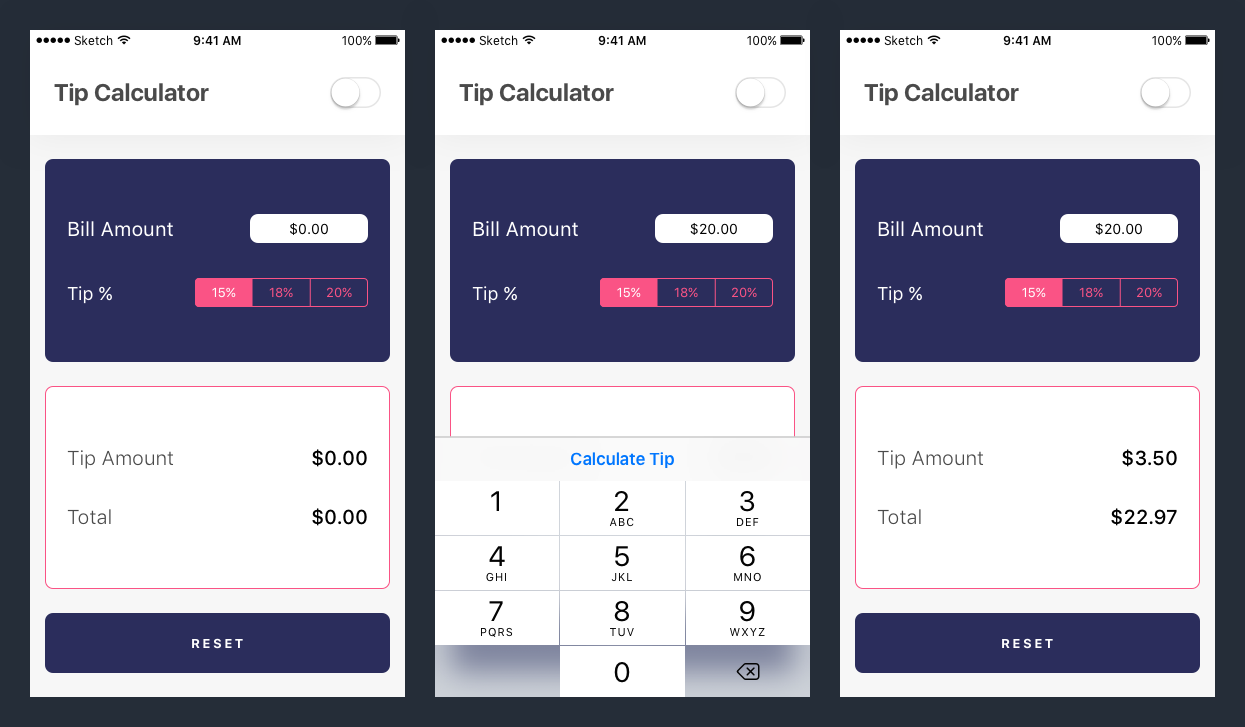 Sketch 9:41 AM 100%
Tip Calculator
Bill Amount $0.00
Tip % 15% 18% 20%
Tip Amount $0.00
Total $0.00
RESET
Sketch 9:41 AM 100%
Tip Calculator
Bill Amount $20.00
Tip % 15% 18% 20%
Calculate Tip
1 2 3
ABC DEF
4 5 6
GHI JKL MNO
7 8 9
PQRS TUV WXYZ
0
Sketch 9:41 AM 100%
Tip Calculator
Bill Amount $20.00
Tip % 15% 18% 20%
Tip Amount $3.50
Total $22.97
RESET